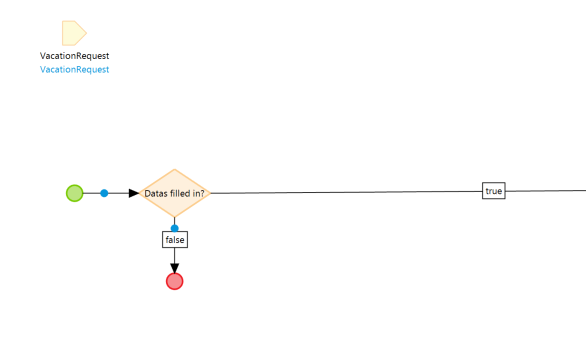 VacationRequest
VacationRequest
Datas filled in?
true
false